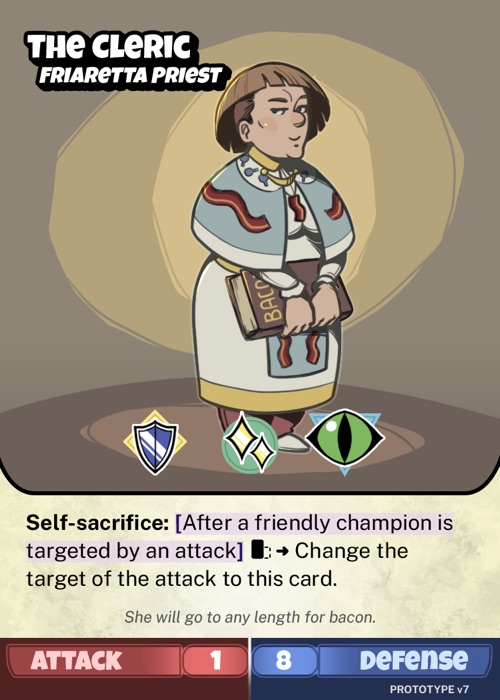 THE CLERIC
FRIARETTA PRIEST
BACO
Self-sacrifice: [After a friendly champion is
targeted by an attack] → Change the
target of the attack to this card.
She will go to any length for bacon.
ATTACK 1 8 DEFENSE
PROTOTYPE v7